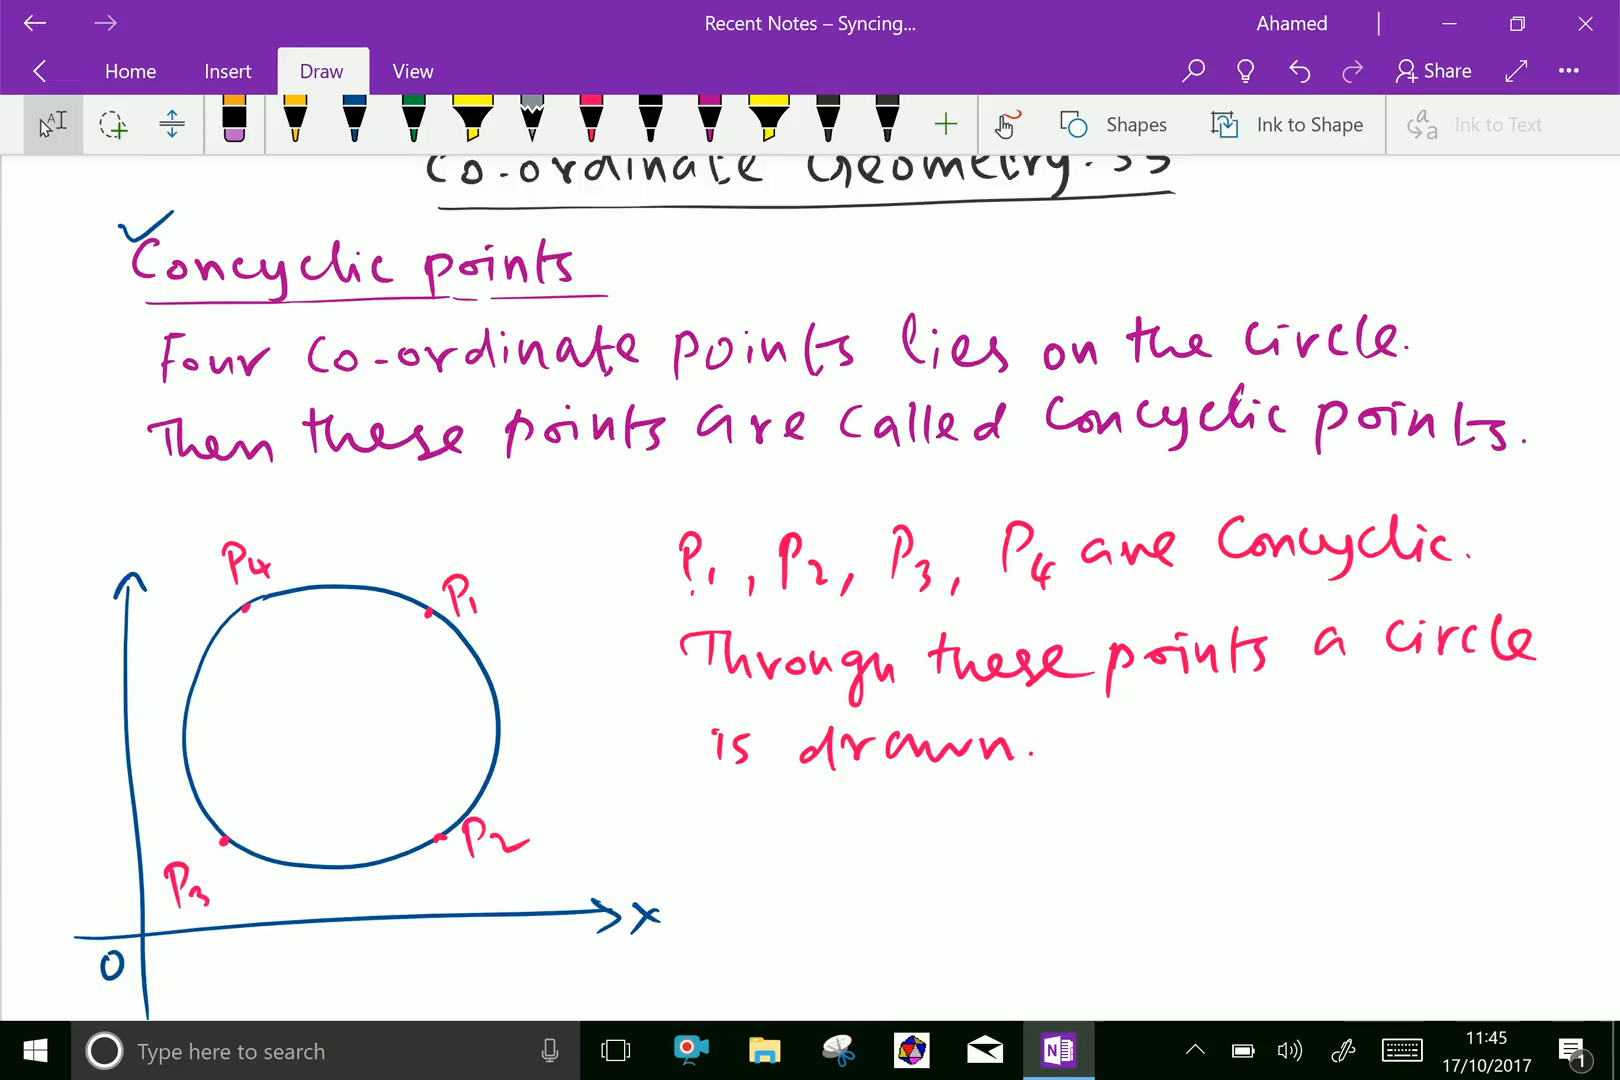 Recent Notes – Syncing...
Ahamed
Home Insert Draw View
Share
Shapes
Ink to Shape
Ink to Text
Co-ordinate Geometry. 33
Concyclic points
Four co-ordinate points lies on the circle.
Then these points are called concyclic points.
P4
P1
P2
P3
X
O
P1, P2, P3, P4 are Concyclic.
Through these points a circle
is drawn.
Type here to search
11:45
17/10/2017
1